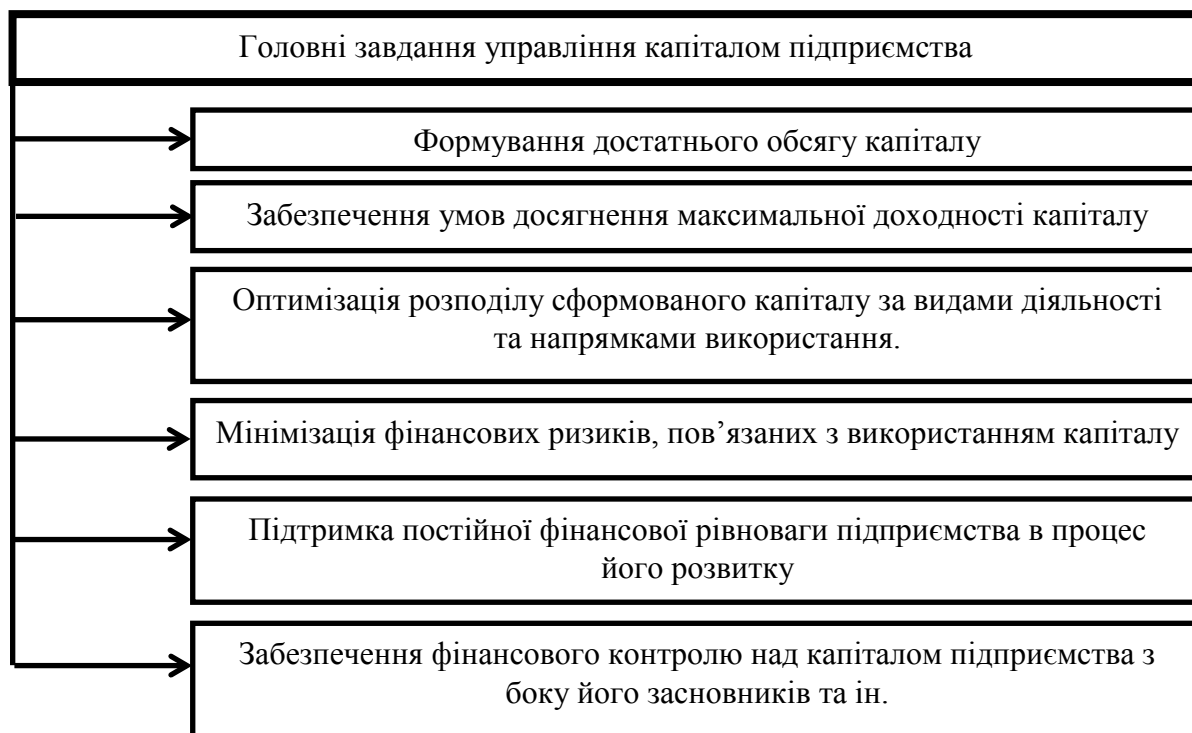 Головні завдання управління капіталом підприємства
Формування достатнього обсягу капіталу
Забезпечення умов досягнення максимальної доходності капіталу
Оптимізація розподілу сформованого капіталу за видами діяльності
та напрямками використання.
Мінімізація фінансових ризиків, пов’язаних з використанням капіталу
Підтримка постійної фінансової рівноваги підприємства в процес
його розвитку
Забезпечення фінансового контролю над капіталом підприємства з
боку його засновників та ін.